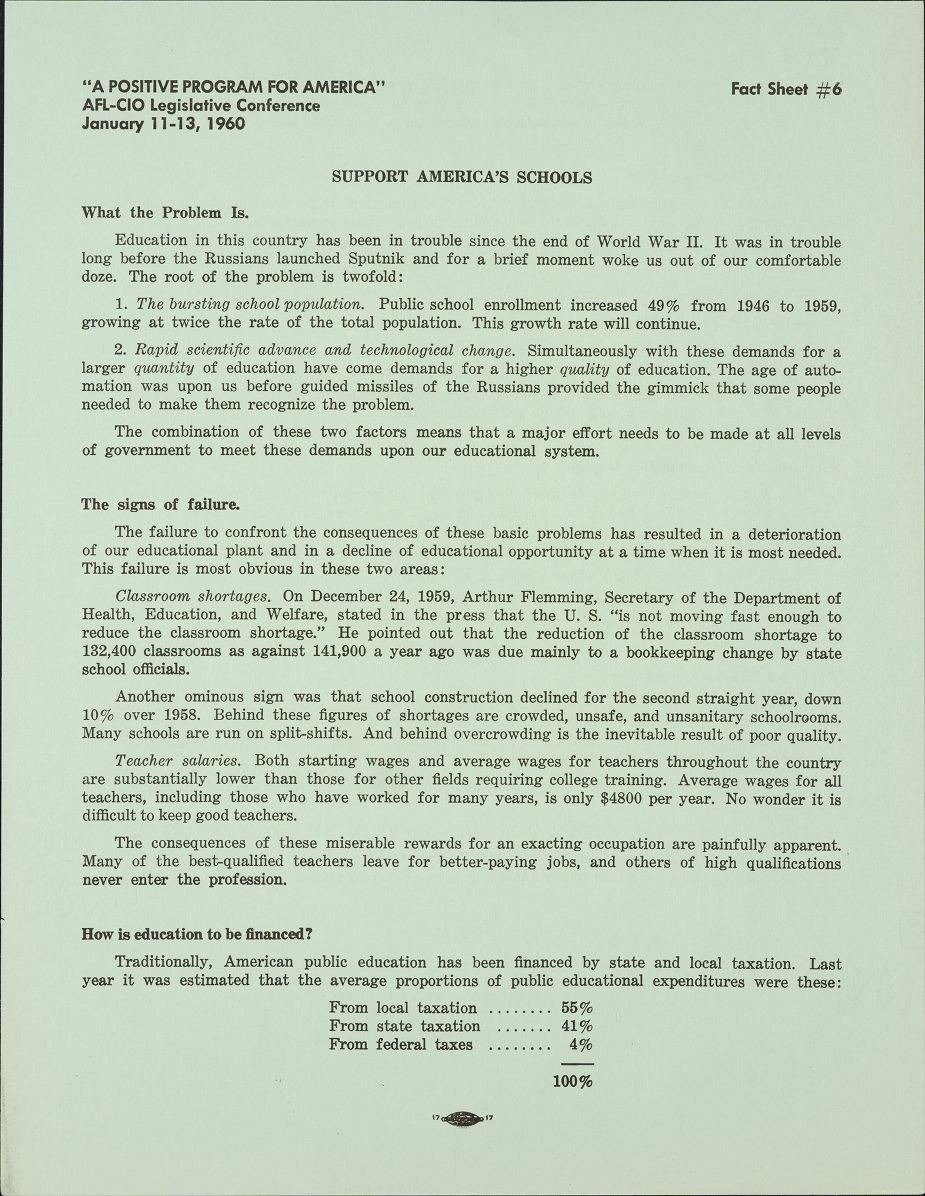 "A POSITIVE PROGRAM FOR AMERICA"
Fact Sheet #6
AFL-CIO Legislative Conference
January 11-13, 1960
SUPPORT AMERICA'S SCHOOLS
What the Problem Is.
Education in this country has been in trouble since the end of World War II. It was in trouble
long before the Russians launched Sputnik and for a brief moment woke us out of our comfortable
doze. The root of the problem is twofold:
1. The bursting school population. Public school enrollment increased 49% from 1946 to 1959,
growing at twice the rate of the total population. This growth rate will continue.
2. Rapid scientific advance and technological change. Simultaneously with these demands for a
larger quantity of education have come demands for a higher quality of education. The age of auto-
mation was upon us before guided missiles of the Russians provided the gimmick that some people
needed to make them recognize the problem.
The combination of these two factors means that a major effort needs to be made at all levels
of government to meet these demands upon our educational system.
The signs of failure.
The failure to confront the consequences of these basic problems has resulted in a deterioration
of our educational plant and in a decline of educational opportunity at a time when it is most needed.
This failure is most obvious in these two areas:
Classroom shortages. On December 24, 1959, Arthur Flemming, Secretary of the Department of
Health, Education, and Welfare, stated in the press that the U. S. "is not moving fast enough to
reduce the classroom shortage." He pointed out that the reduction of the classroom shortage to
132,400 classrooms as against 141,900 a year ago was due mainly to a bookkeeping change by state
school officials.
Another ominous sign was that school construction declined for the second straight year, down
10% over 1958. Behind these figures of shortages are crowded, unsafe, and unsanitary schoolrooms.
Many schools are run on split-shifts. And behind overcrowding is the inevitable result of poor quality.
Teacher salaries. Both starting wages and average wages for teachers throughout the country
are substantially lower than those for other fields requiring college training. Average wages for all
teachers, including those who have worked for many years, is only $4800 per year. No wonder it is
difficult to keep good teachers.
The consequences of these miserable rewards for an exacting occupation are painfully apparent.
Many of the best-qualified teachers leave for better-paying jobs, and others of high qualifications
never enter the profession.
How is education to be financed?
Traditionally, American public education has been financed by state and local taxation. Last
year it was estimated that the average proportions of public educational expenditures were these:
From local taxation ........ 55%
From state taxation ....... 41%
From federal taxes ........ 4%
100%
17 17